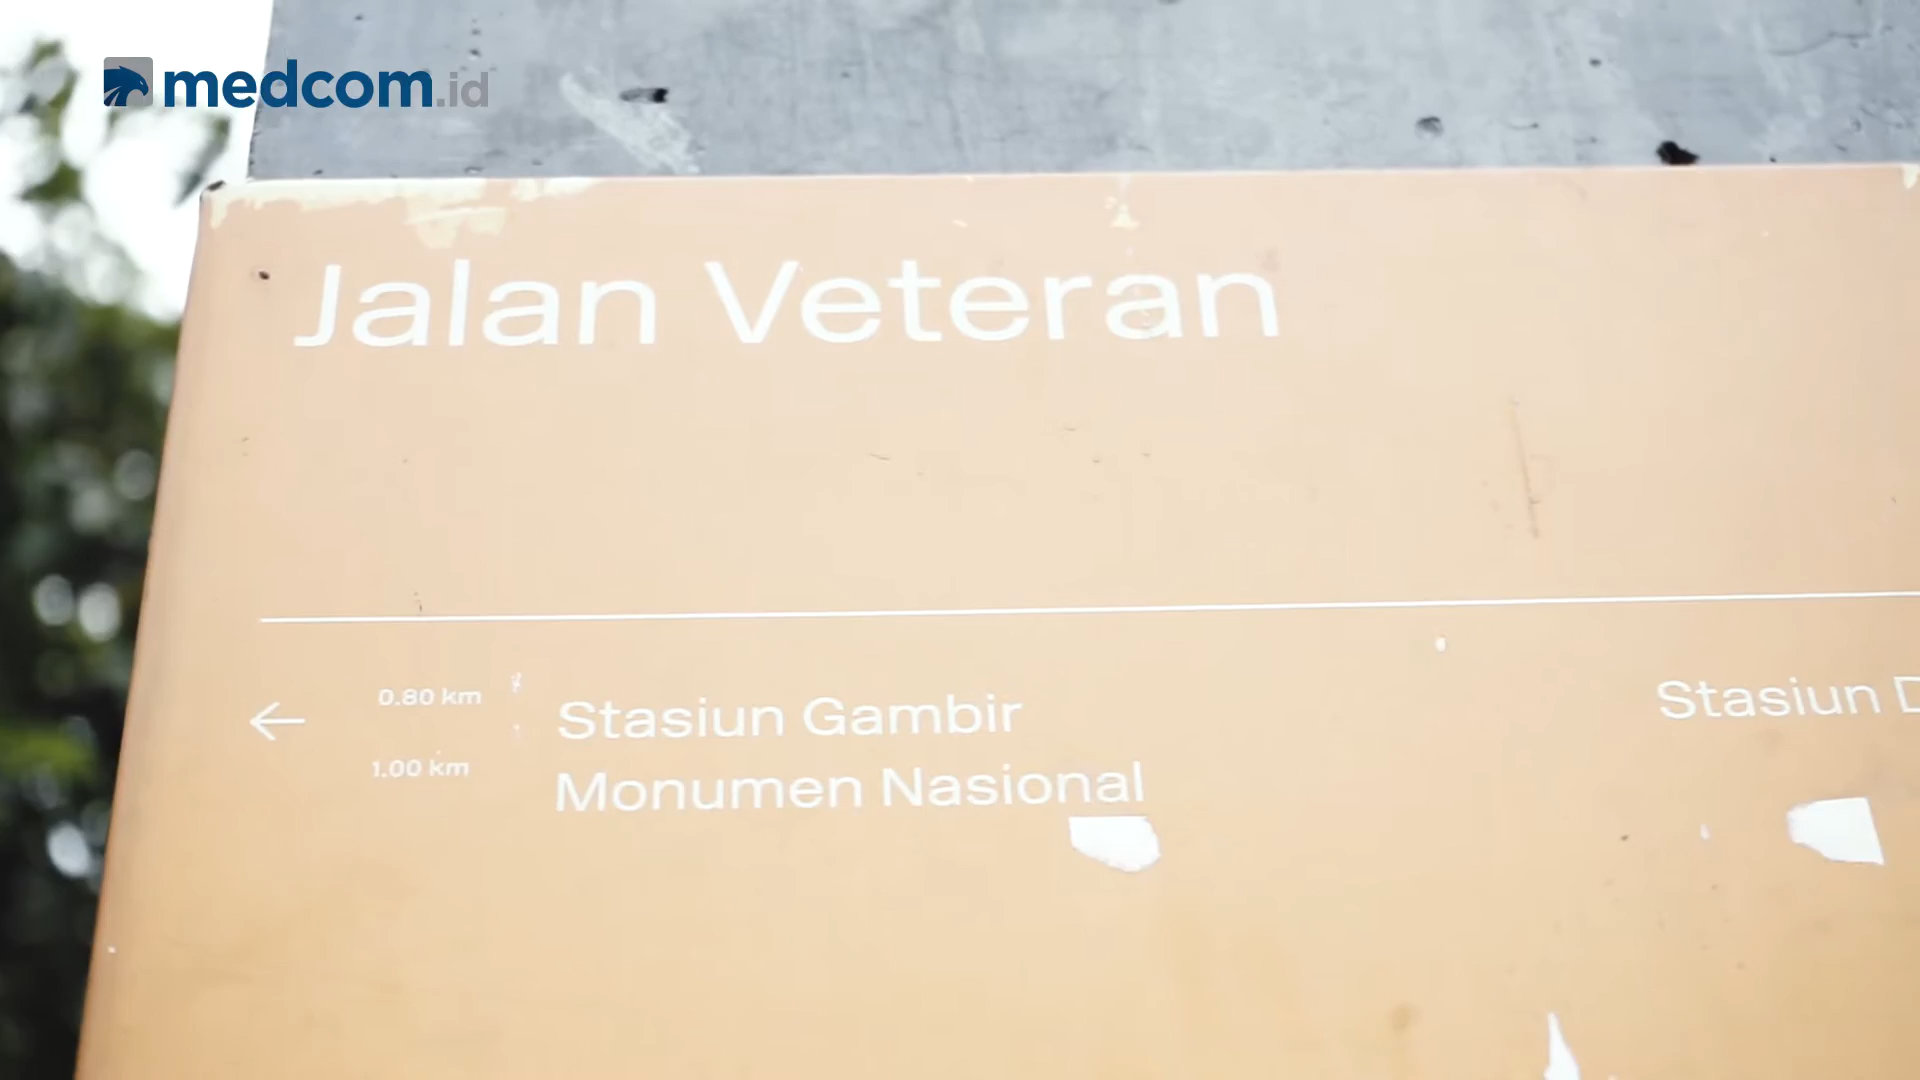 medcom.id
Jalan Veteran
0.80 km Stasiun Gambir
1.00 km Monumen Nasional
Stasiun